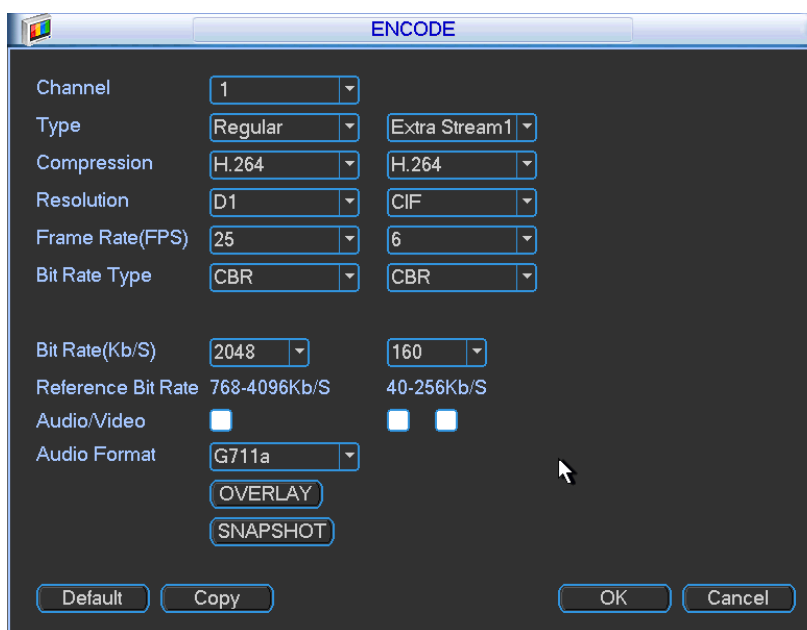 ENCODE
Channel 1
Type Regular Extra Stream1
Compression H.264 H.264
Resolution D1 CIF
Frame Rate(FPS) 25 6
Bit Rate Type CBR CBR
Bit Rate(Kb/S) 2048 160
Reference Bit Rate 768-4096Kb/S 40-256Kb/S
Audio/Video
Audio Format G711a
OVERLAY
SNAPSHOT
Default Copy OK Cancel